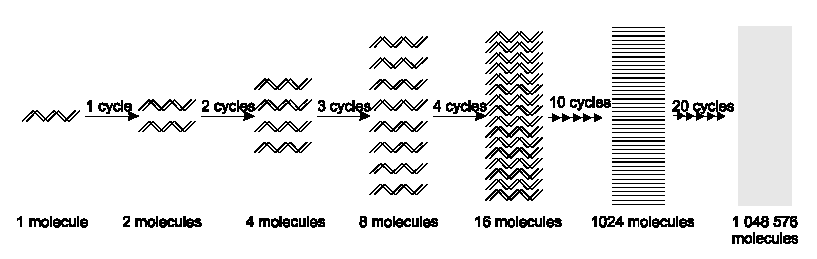 1 cycle
2 cycles
3 cycles
4 cycles
10 cycles
20 cycles
1 molecule
2 molecules
4 molecules
8 molecules
16 molecules
1024 molecules
1 048 576
molecules